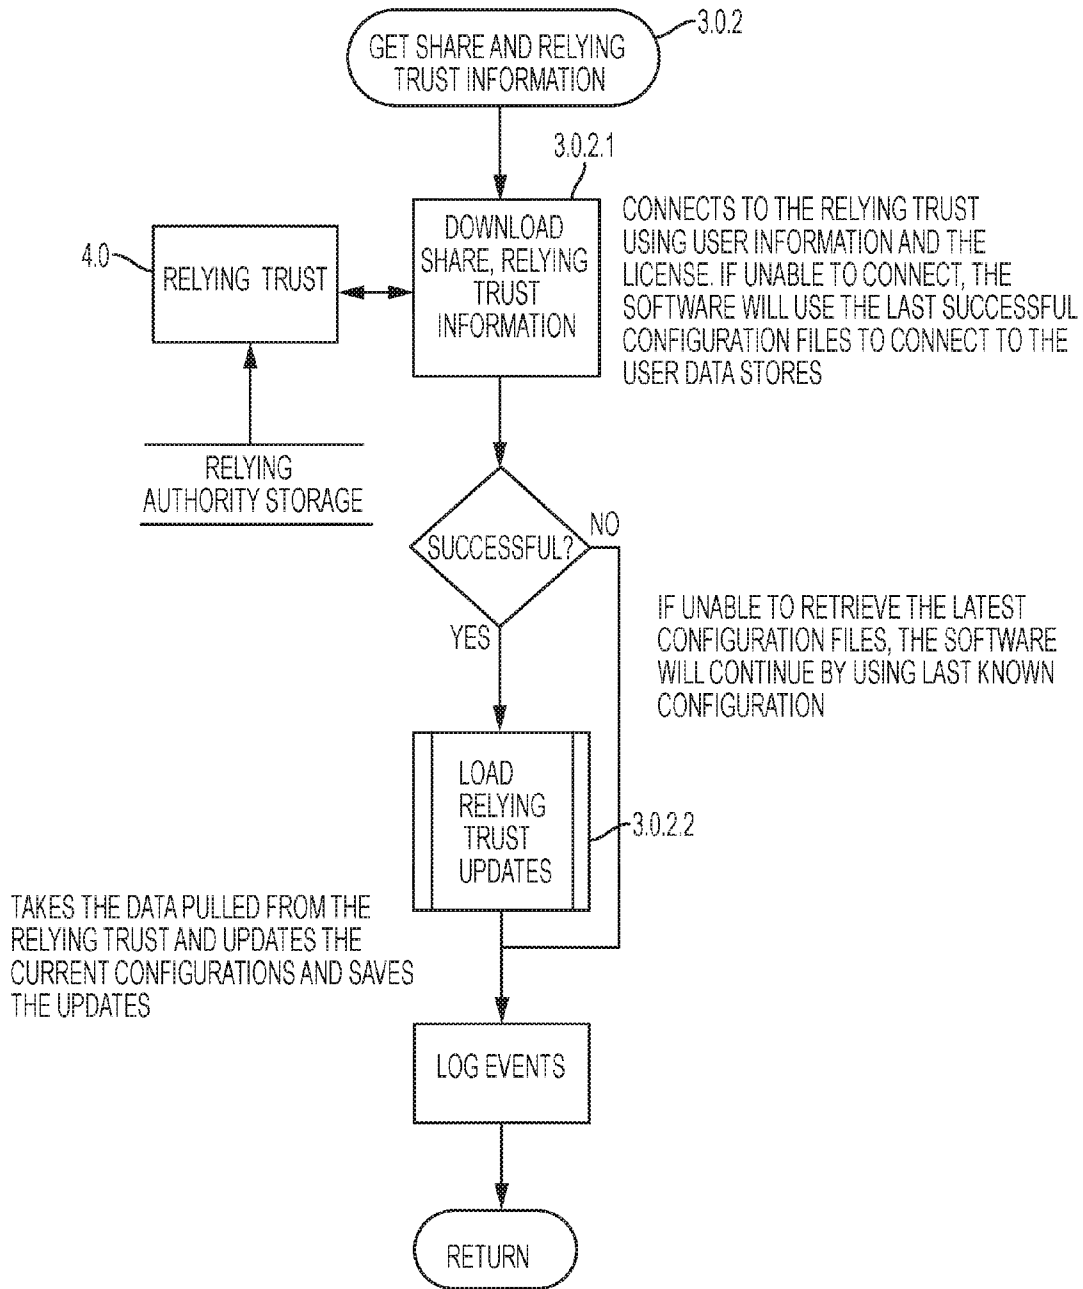 3.0.2
GET SHARE AND RELYING
TRUST INFORMATION
3.0.2.1
DOWNLOAD
SHARE, RELYING
TRUST
INFORMATION
CONNECTS TO THE RELYING TRUST
USING USER INFORMATION AND THE
LICENSE. IF UNABLE TO CONNECT, THE
SOFTWARE WILL USE THE LAST SUCCESSFUL
CONFIGURATION FILES TO CONNECT TO THE
USER DATA STORES
4.0
RELYING TRUST
RELYING
AUTHORITY STORAGE
SUCCESSFUL?
NO
YES
IF UNABLE TO RETRIEVE THE LATEST
CONFIGURATION FILES, THE SOFTWARE
WILL CONTINUE BY USING LAST KNOWN
CONFIGURATION
LOAD
RELYING
TRUST
UPDATES
3.0.2.2
TAKES THE DATA PULLED FROM THE
RELYING TRUST AND UPDATES THE
CURRENT CONFIGURATIONS AND SAVES
THE UPDATES
LOG EVENTS
RETURN